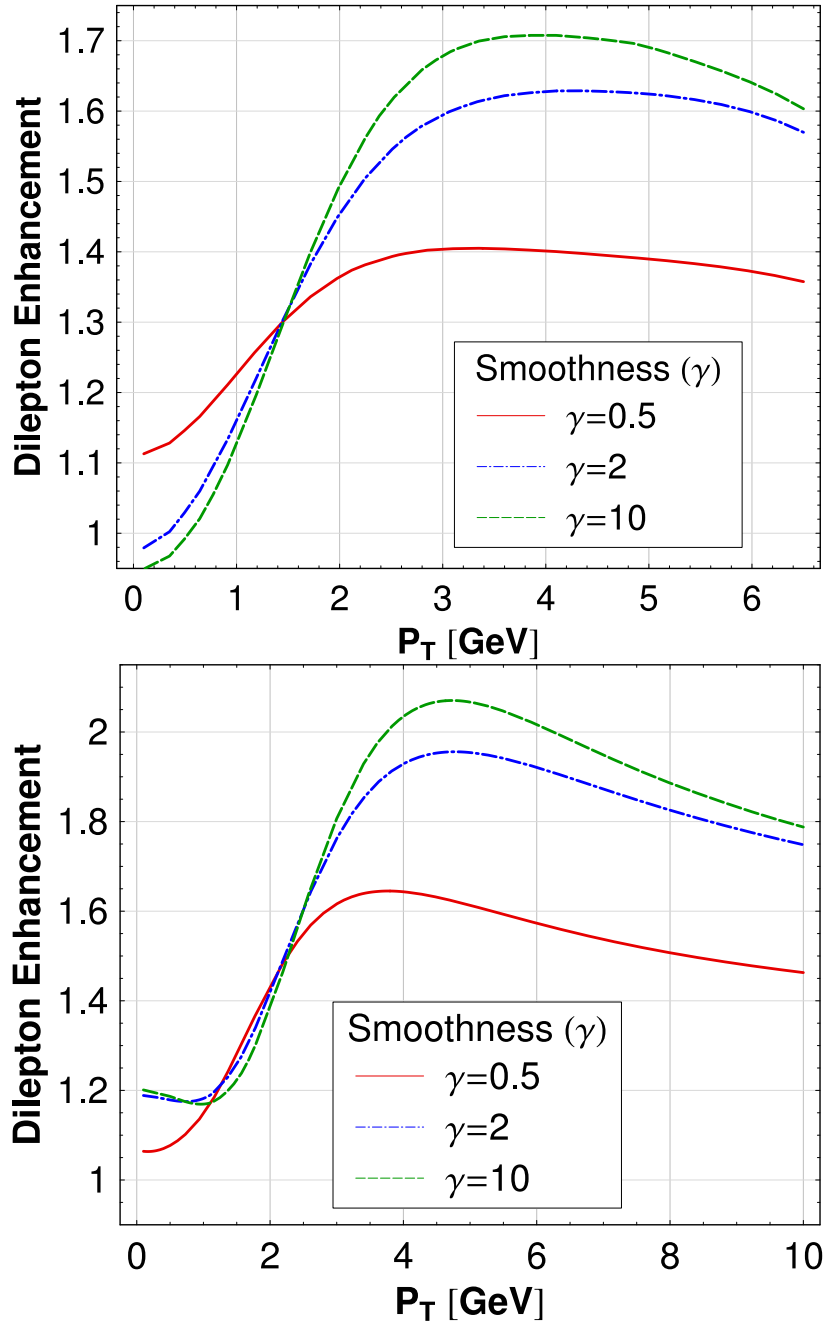 1.7
1.6
1.5
1.4
1.3
1.2
1.1
1
Dilepton Enhancement
Smoothness (γ)
γ=0.5
γ=2
γ=10
0 1 2 3 4 5 6
P_T [GeV]
2
1.8
1.6
1.4
1.2
1
Dilepton Enhancement
Smoothness (γ)
γ=0.5
γ=2
γ=10
0 2 4 6 8 10
P_T [GeV]